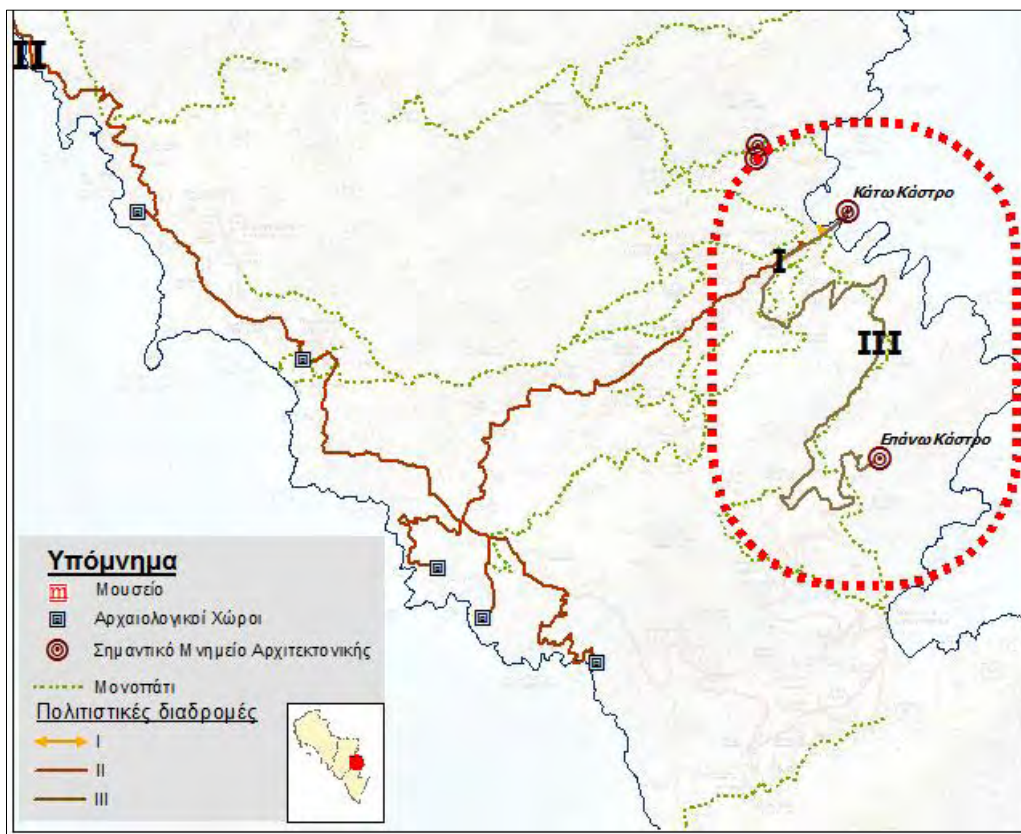 II
Κάτω Κάστρο
I
III
Επάνω Κάστρο
Υπόμνημα
m Μουσείο
Αρχαιολογικοί Χώροι
Σημαντικό Μνημείο Αρχιτεκτονικής
Μονοπάτι
Πολιτιστικές διαδρομές
I
II
III